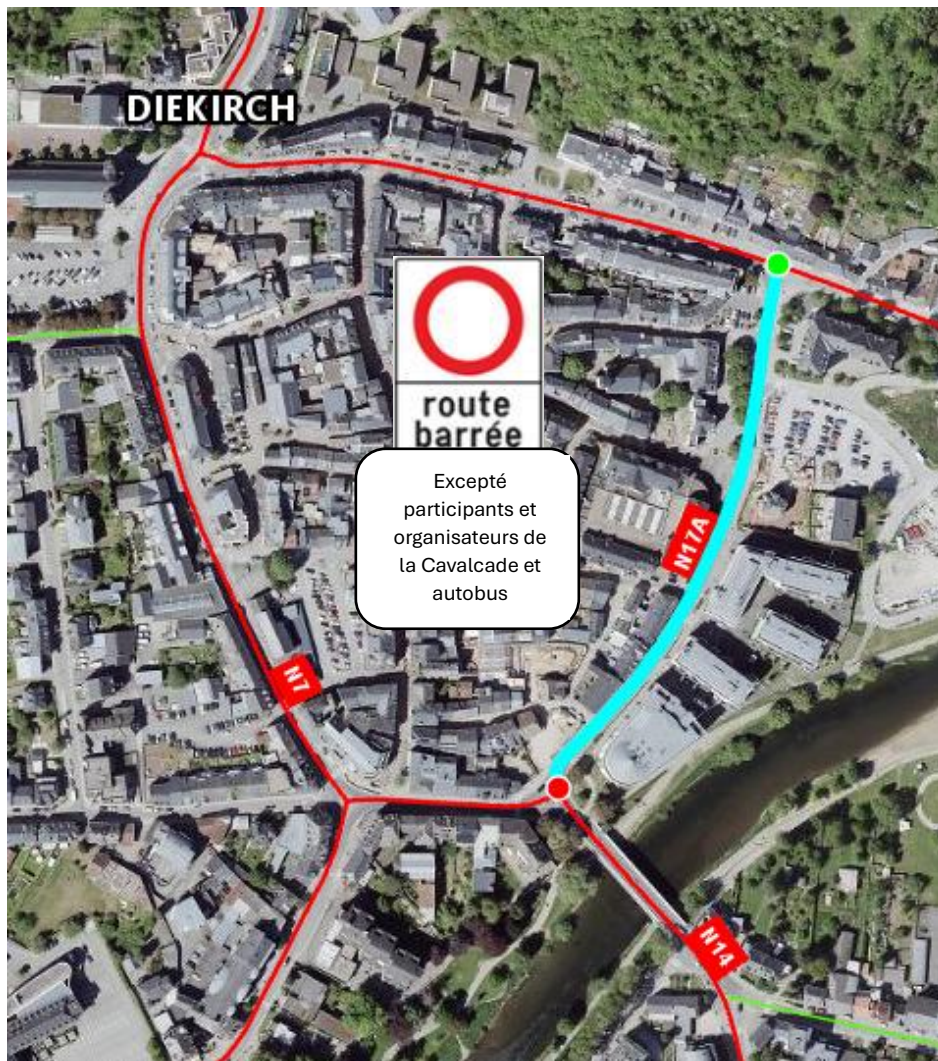 DIEKIRCH
route
barrée
Excepté
participants et
organisateurs de
la Cavalcade et
autobus
N17A
N7
N14